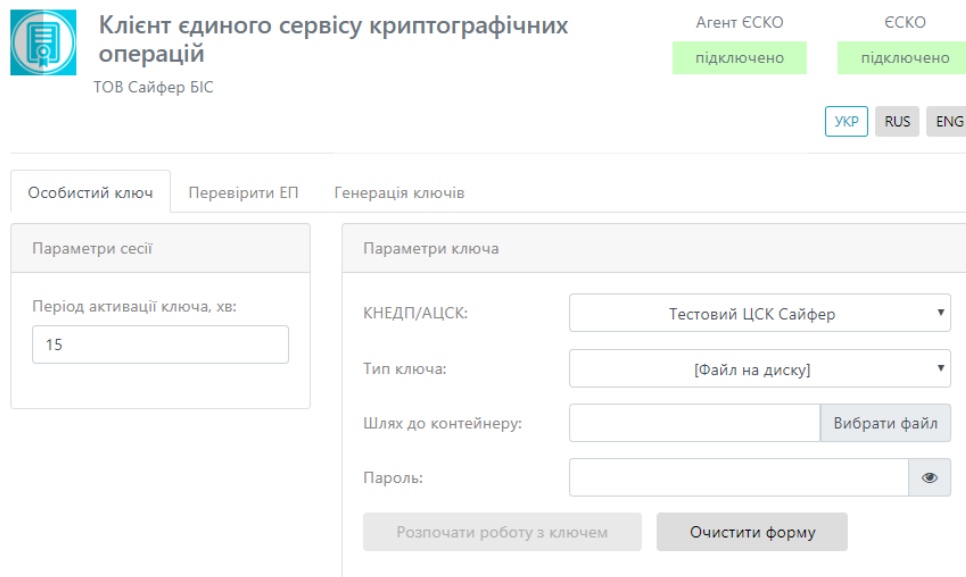 Клієнт єдиного сервісу криптографічних
операцій
ТОВ Сайфер БІС
Агент ЄСКО
ЄСКО
підключено
підключено
УКР
RUS
ENG
Особистий ключ
Перевірити ЕП
Генерація ключів
Параметри сесії
Період активації ключа, хв:
15
Параметри ключа
КНЕДП/АЦСК:
Тестовий ЦСК Сайфер
Тип ключа:
[Файл на диску]
Шлях до контейнеру:
Вибрати файл
Пароль:
Розпочати роботу з ключем
Очистити форму